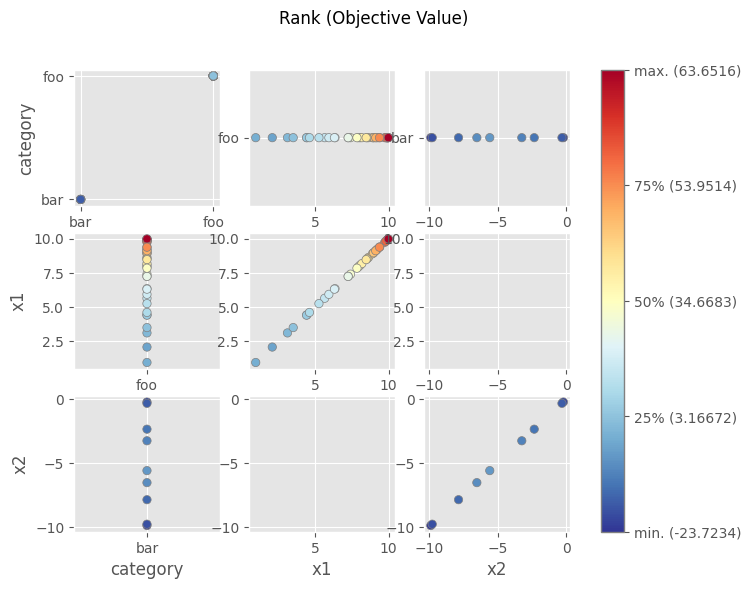 Rank (Objective Value)
category
foo
bar
bar
foo
foo
5
10
bar
−10
−5
0
max. (63.6516)
75% (53.9514)
50% (34.6683)
25% (3.16672)
min. (-23.7234)
x1
10.0
7.5
5.0
2.5
foo
10.0
7.5
5.0
2.5
5
10
10.0
7.5
5.0
2.5
−10
−5
0
x2
0
−5
−10
bar
category
0
−5
−10
5
10
x1
0
−5
−10
−10
−5
0
x2